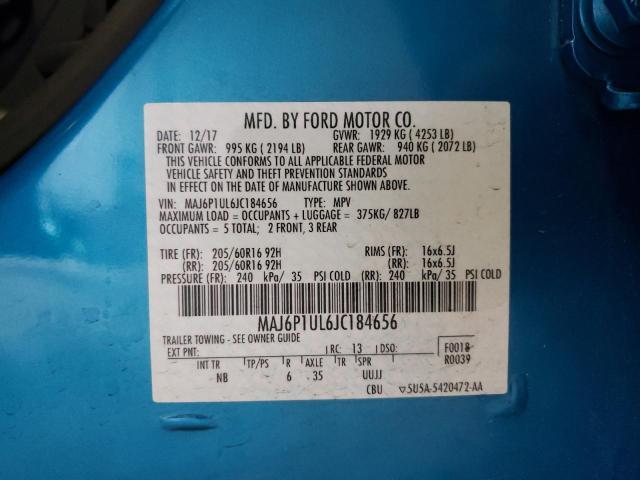 MFD. BY FORD MOTOR CO.
DATE: 12/17 GVWR: 1929 KG ( 4253 LB)
FRONT GAWR: 995 KG ( 2194 LB) REAR GAWR: 940 KG ( 2072 LB)
THIS VEHICLE CONFORMS TO ALL APPLICABLE FEDERAL MOTOR
VEHICLE SAFETY AND THEFT PREVENTION STANDARDS
IN EFFECT ON THE DATE OF MANUFACTURE SHOWN ABOVE.
VIN: MAJ6P1UL6JC184656 TYPE: MPV
MAXIMUM LOAD = OCCUPANTS + LUGGAGE = 375KG/ 827LB
OCCUPANTS = 5 TOTAL; 2 FRONT, 3 REAR
TIRE (FR): 205/60R16 92H RIMS (FR): 16x6.5J
(RR): 205/60R16 92H (RR): 16x6.5J
PRESSURE (FR): 240 kPa/ 35 PSI COLD (RR): 240 kPa/ 35 PSI COLD
MAJ6P1UL6JC184656
TRAILER TOWING - SEE OWNER GUIDE
EXT PNT: RC: 13 DSO: F0018
R0039
INT TR TP/PS R AXLE TR SPR
NB 6 35 UUJJ
CBU ▽5U5A-5420472-AA